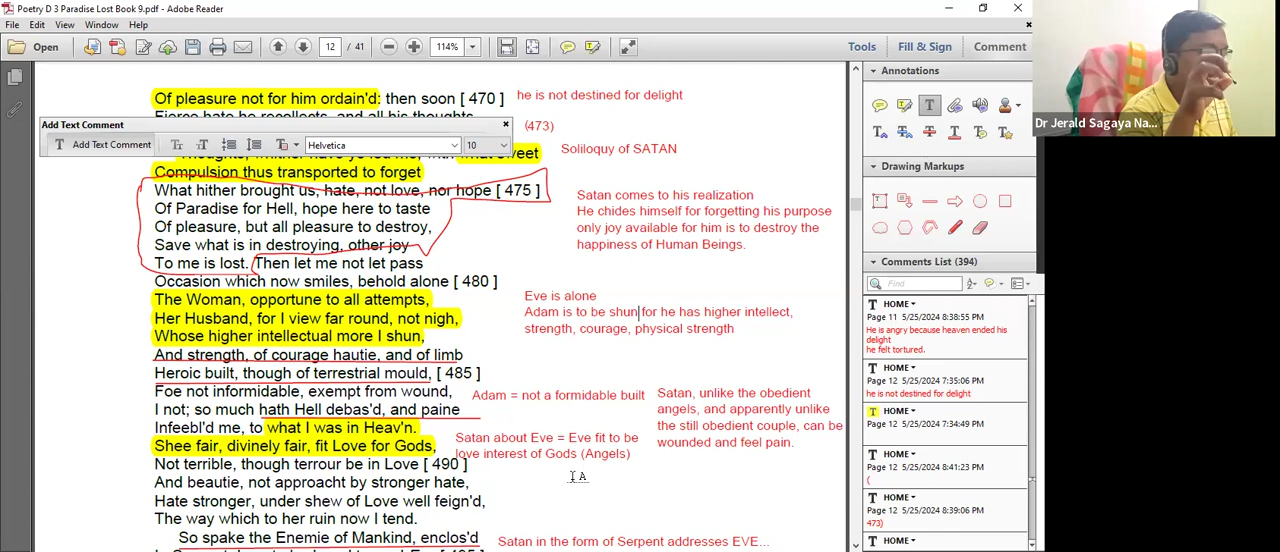 Poetry D 3 Paradise Lost Book 9.pdf - Adobe Reader
File Edit View Window Help
Open 12 / 41 114% Tools Fill & Sign Comment
Annotations
Dr Jerald Sagaya Na...
Drawing Markups
Comments List (394)
Find
HOME
Page 11 5/25/2024 8:38:55 PM
He is angry because heaven ended his
delight
he felt tortured.
HOME
Page 12 5/25/2024 7:35:06 PM
he is not destined for delight
HOME
Page 12 5/25/2024 7:34:49 PM
HOME
Page 12 5/25/2024 8:41:23 PM
(
HOME
Page 12 5/25/2024 8:39:06 PM
473)
HOME
Add Text Comment
Add Text Comment Helvetica 10
Of pleasure not for him ordain'd: then soon [ 470 ] he is not destined for delight
Fierce hate he recollects, and all his thoughts
(473)
Thoughts, whither have ye led me, with what sweet Soliloquy of SATAN
Compulsion thus transported to forget
What hither brought us, hate, not love, nor hope [ 475 ]
Of Paradise for Hell, hope here to taste
Of pleasure, but all pleasure to destroy,
Save what is in destroying, other joy
To me is lost. Then let me not let pass
Satan comes to his realization
He chides himself for forgetting his purpose
only joy available for him is to destroy the
happiness of Human Beings.
Occasion which now smiles, behold alone [ 480 ]
The Woman, opportune to all attempts,
Her Husband, for I view far round, not nigh,
Whose higher intellectual more I shun,
Eve is alone
Adam is to be shun for he has higher intellect,
strength, courage, physical strength
And strength, of courage hautie, and of limb
Heroic built, though of terrestrial mould, [ 485 ]
Foe not informidable, exempt from wound,
I not; so much hath Hell debas'd, and paine
Infeebl'd me, to what I was in Heav'n.
Adam = not a formidable built
Satan, unlike the obedient
angels, and apparently unlike
the still obedient couple, can be
wounded and feel pain.
Shee fair, divinely fair, fit Love for Gods,
Satan about Eve = Eve fit to be
love interest of Gods (Angels)
Not terrible, though terrour be in Love [ 490 ]
And beautie, not approacht by stronger hate,
Hate stronger, under shew of Love well feign'd,
The way which to her ruin now I tend.
So spake the Enemie of Mankind, enclos'd
Satan in the form of Serpent addresses EVE...